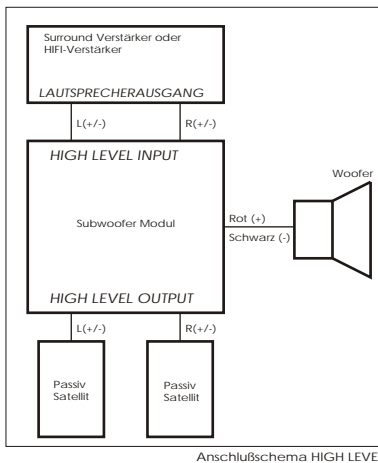 Surround Verstärker oder
HIFI-Verstärker
LAUTSPRECHERAUSGANG
L(+/-) R(+/-)
HIGH LEVEL INPUT
Woofer
Subwoofer Modul
Rot (+)
Schwarz (-)
HIGH LEVEL OUTPUT
L(+/-) R(+/-)
Passiv Passiv
Satellit Satellit
Anschlußschema HIGH LEVE